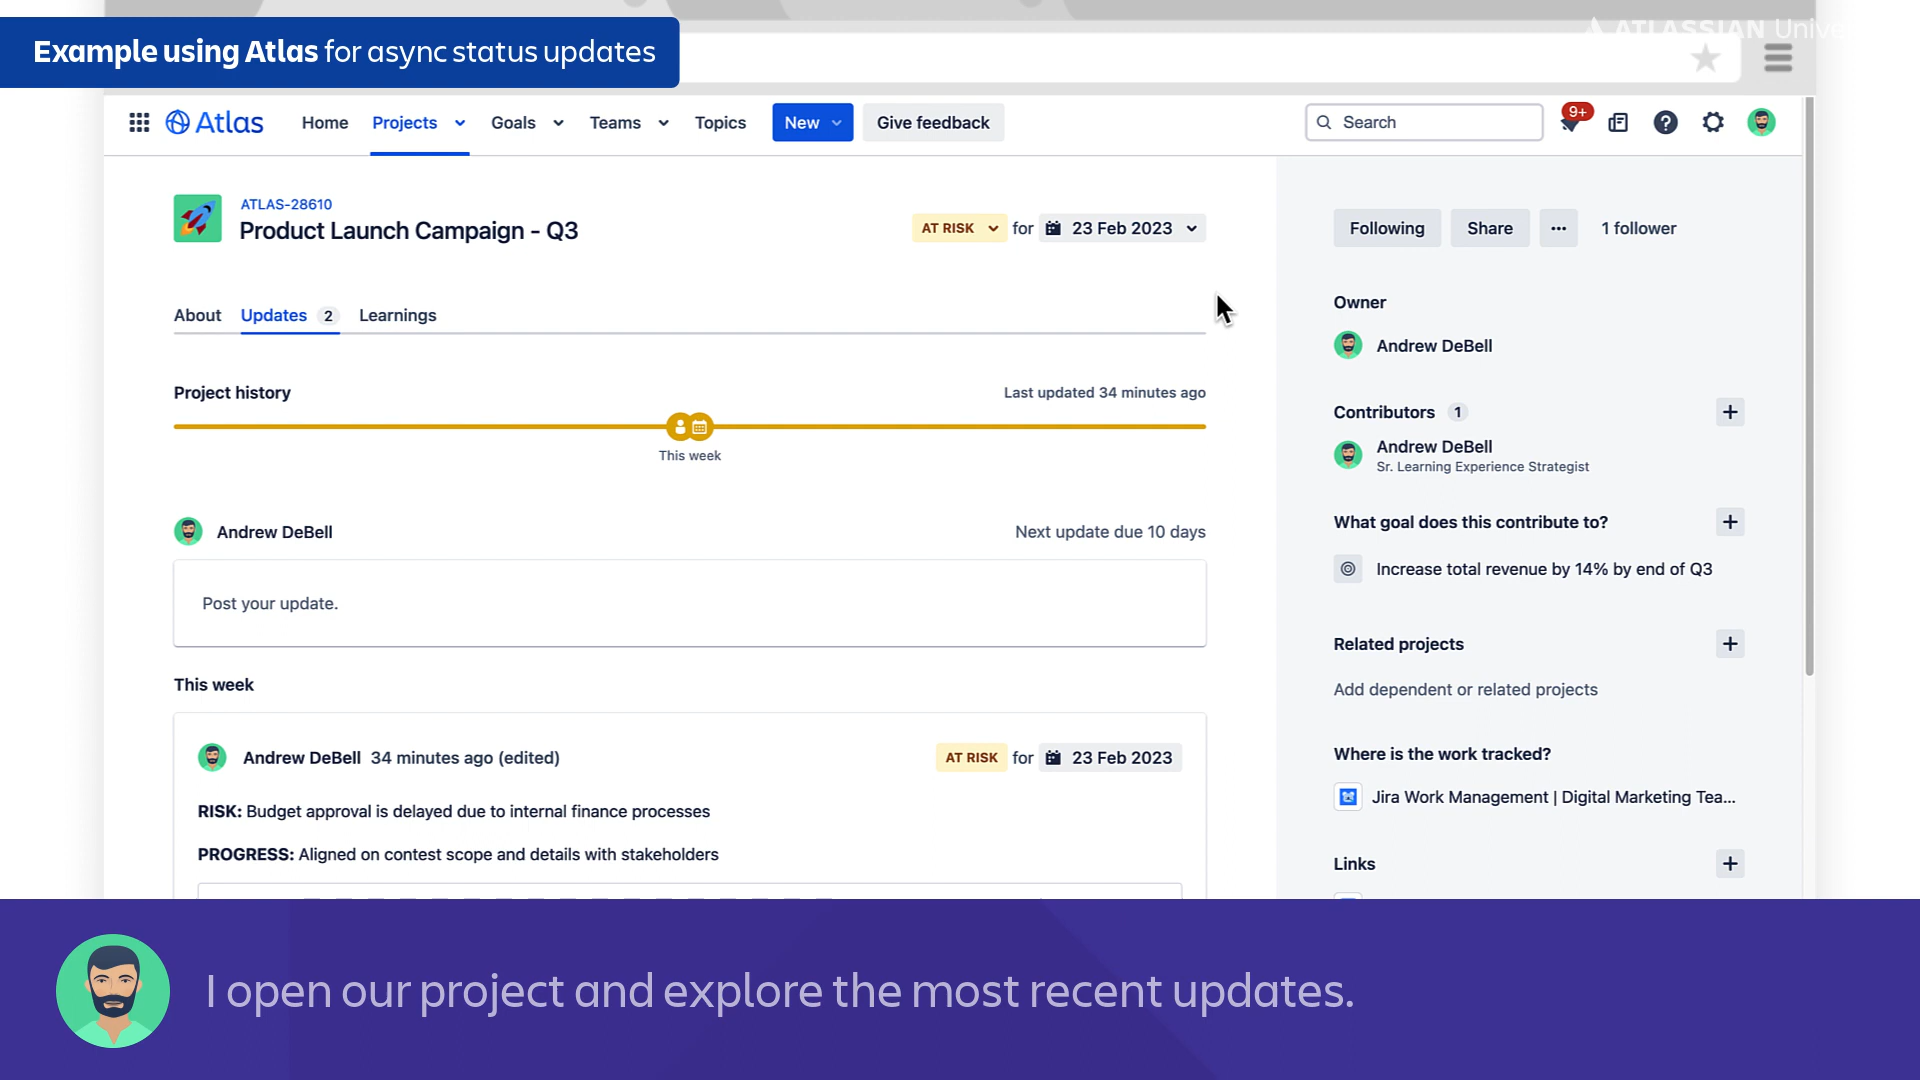 Example using Atlas for async status updates
ATLASSIAN Unive
Atlas
Home
Projects
Goals
Teams
Topics
New
Give feedback
Search
9+
ATLAS-28610
Product Launch Campaign - Q3
AT RISK for 23 Feb 2023
Following
Share
1 follower
About
Updates 2
Learnings
Owner
Andrew DeBell
Project history
Last updated 34 minutes ago
This week
Contributors 1
Andrew DeBell
Sr. Learning Experience Strategist
Andrew DeBell
Next update due 10 days
Post your update.
What goal does this contribute to?
Increase total revenue by 14% by end of Q3
Related projects
Add dependent or related projects
This week
Andrew DeBell 34 minutes ago (edited)
AT RISK for 23 Feb 2023
RISK: Budget approval is delayed due to internal finance processes
PROGRESS: Aligned on contest scope and details with stakeholders
Where is the work tracked?
Jira Work Management | Digital Marketing Tea...
Links
I open our project and explore the most recent updates.